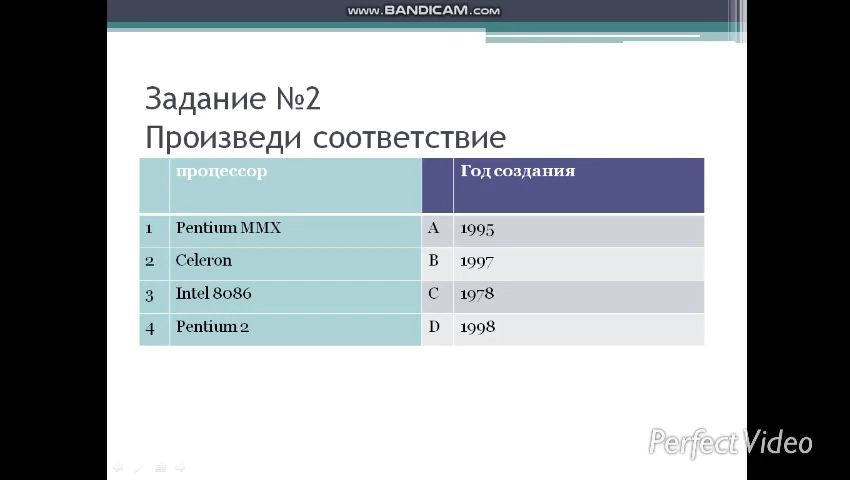 www.BANDICAM.com
Задание №2
Произведи соответствие
процессор Год создания
1 Pentium MMX A 1995
2 Celeron B 1997
3 Intel 8086 C 1978
4 Pentium 2 D 1998
PerfectVideo